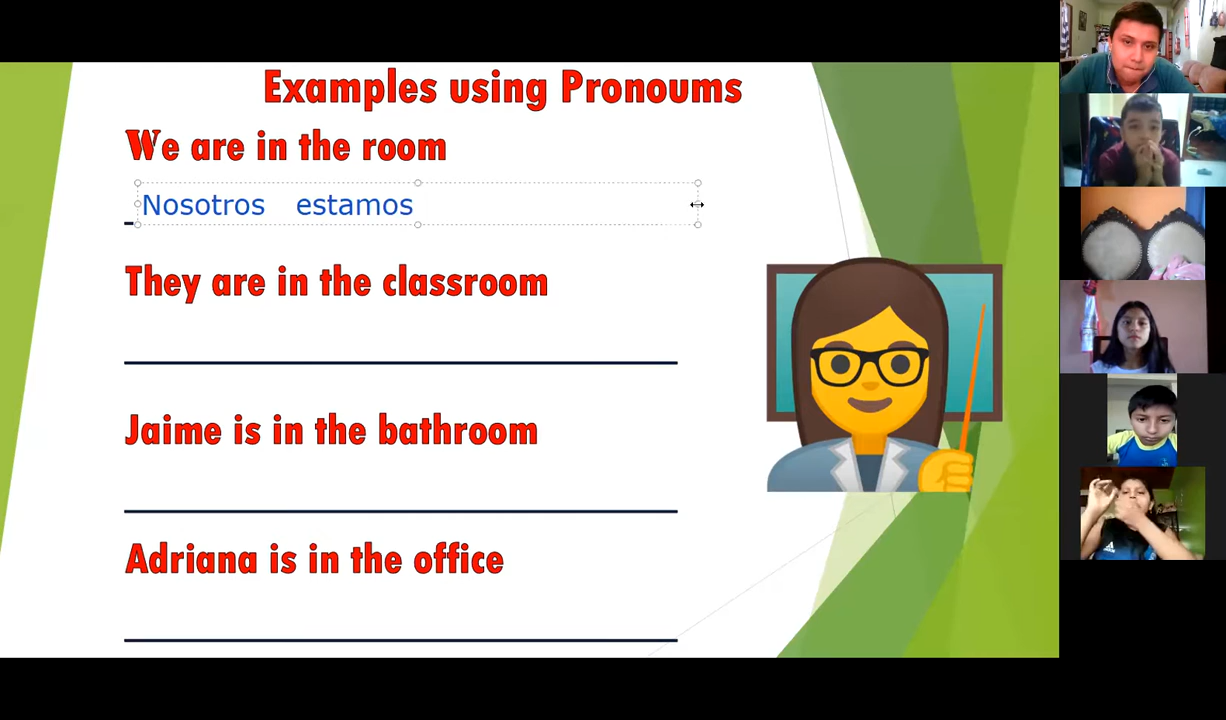 Examples using Pronoums
We are in the room
Nosotros estamos
They are in the classroom
Jaime is in the bathroom
Adriana is in the office